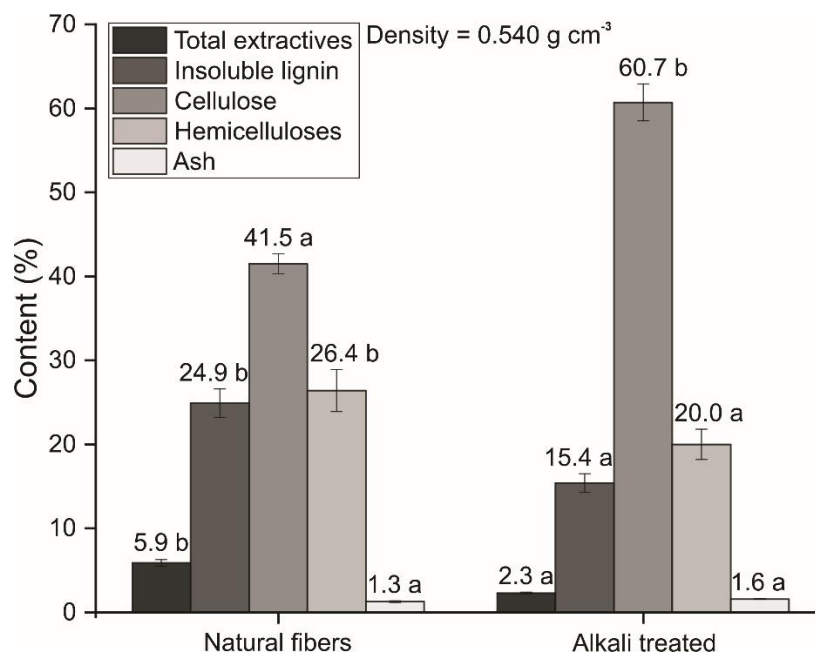 70
60
50
40
30
20
10
0
Content (%)
Total extractives
Insoluble lignin
Cellulose
Hemicelluloses
Ash
Density = 0.540 g cm⁻³
5.9 b
24.9 b
41.5 a
26.4 b
1.3 a
2.3 a
15.4 a
60.7 b
20.0 a
1.6 a
Natural fibers
Alkali treated